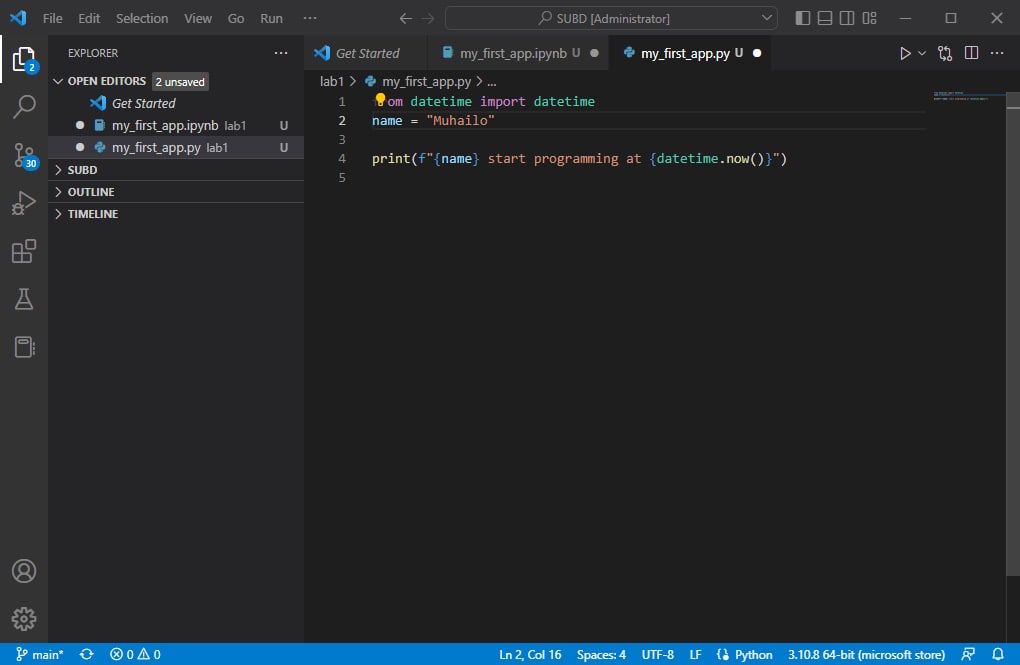 File Edit Selection View Go Run ··· SUBD [Administrator]
EXPLORER ···
OPEN EDITORS 2 unsaved
Get Started
my_first_app.ipynb lab1 U
my_first_app.py lab1 U
SUBD
OUTLINE
TIMELINE
2
30
Get Started my_first_app.ipynb U my_first_app.py U
lab1 > my_first_app.py > ...
1 from datetime import datetime
2 name = "Muhailo"
3
4 print(f"{name} start programming at {datetime.now()}")
5
main* 0 0 Ln 2, Col 16 Spaces: 4 UTF-8 LF Python 3.10.8 64-bit (microsoft store)